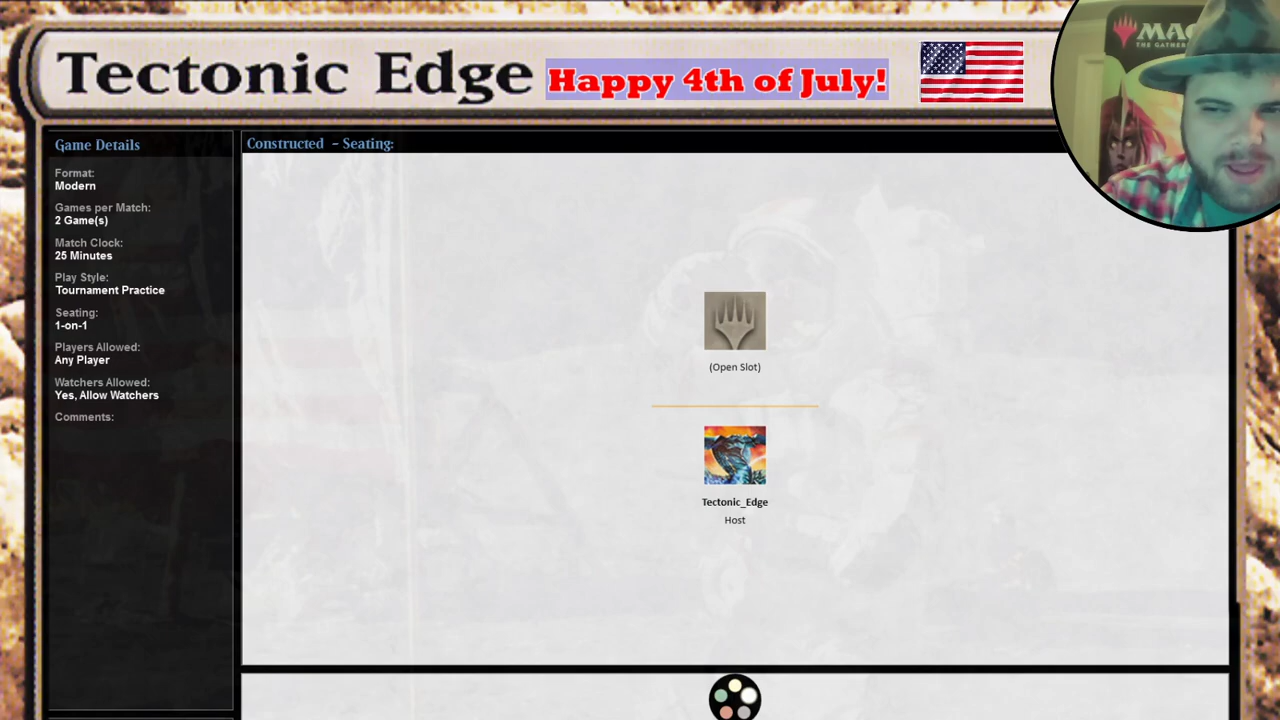 Tectonic Edge
Happy 4th of July!
Game Details
Format:
Modern
Games per Match:
2 Game(s)
Match Clock:
25 Minutes
Play Style:
Tournament Practice
Seating:
1-on-1
Players Allowed:
Any Player
Watchers Allowed:
Yes, Allow Watchers
Comments:
Constructed - Seating:
(Open Slot)
Tectonic_Edge
Host